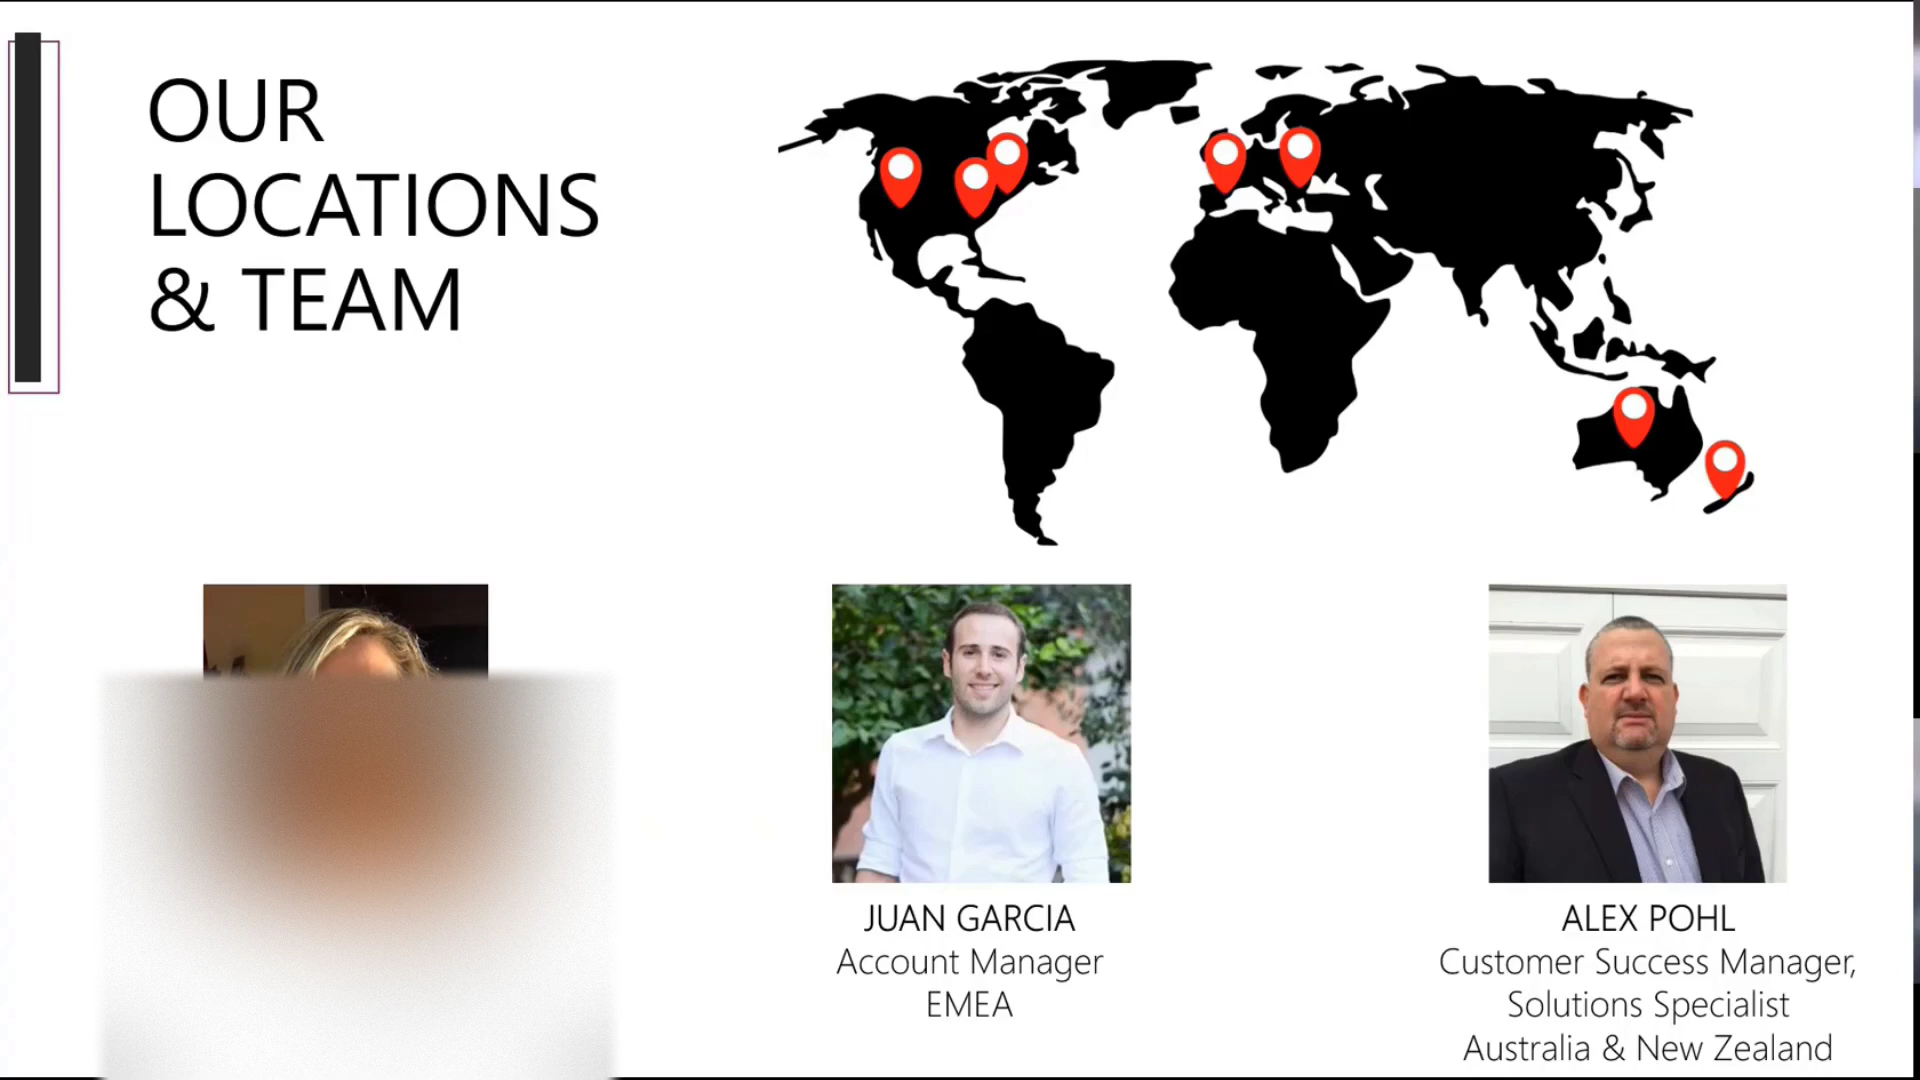 OUR
LOCATIONS
& TEAM
JUAN GARCIA
Account Manager
EMEA
ALEX POHL
Customer Success Manager,
Solutions Specialist
Australia & New Zealand